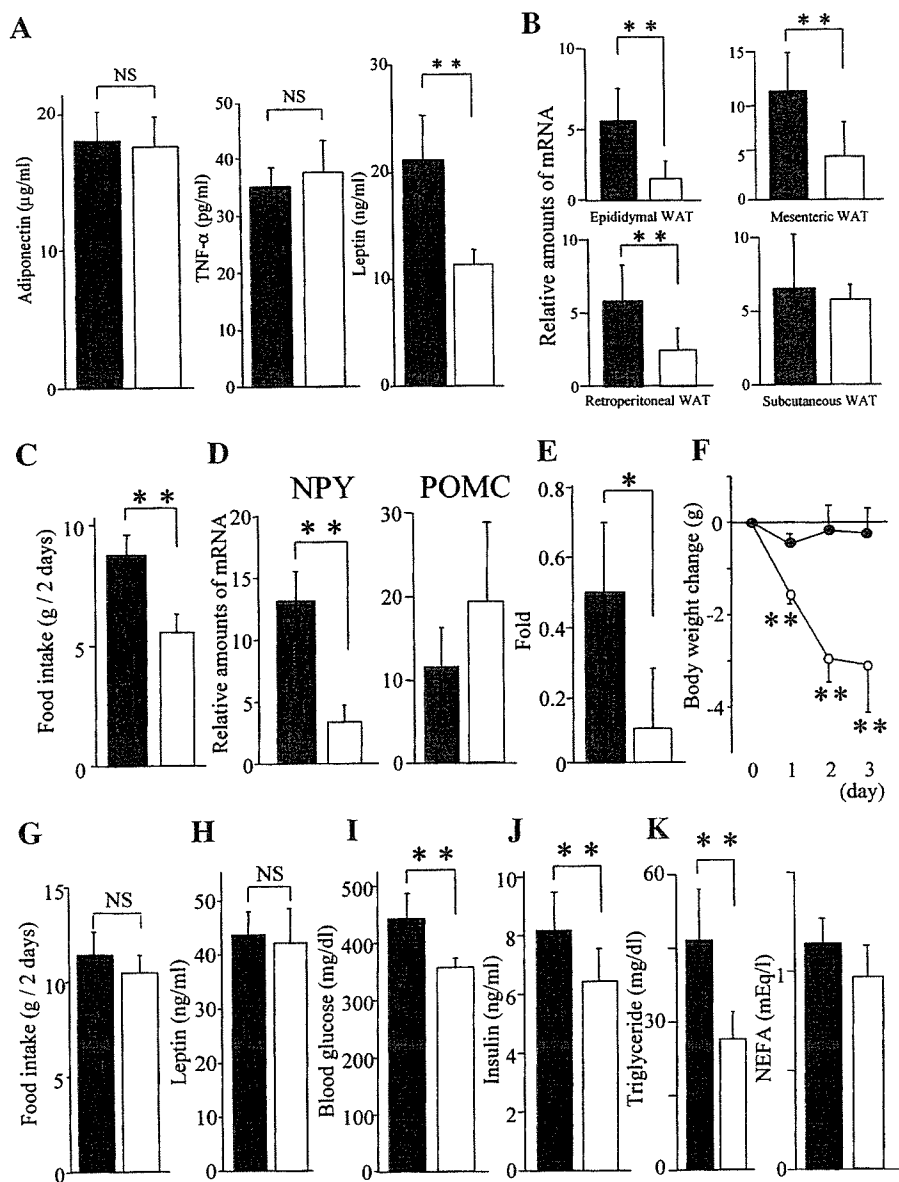 A
Adiponectin (μg/ml)
20
10
0
NS
TNF-α (pg/ml)
50
40
30
20
10
0
NS
Leptin (ng/ml)
30
20
10
0
* *
B
Relative amounts of mRNA
10
5
0
* *
Epididymal WAT
15
10
5
0
* *
Mesenteric WAT
10
5
0
* *
Retroperitoneal WAT
15
10
5
0
Subcutaneous WAT
C
Food intake (g / 2 days)
10
5
0
* *
D
Relative amounts of mRNA
NPY
20
15
10
5
0
* *
POMC
30
20
10
0
E
Fold
0.8
0.6
0.4
0.2
0
*
F
Body weight change (g)
0
-2
-4
**
**
**
0 1 2 3
(day)
G
Food intake (g / 2 days)
15
10
5
0
NS
H
Leptin (ng/ml)
50
40
30
20
10
0
NS
I
Blood glucose (mg/dl)
500
400
300
200
100
0
* *
J
Insulin (ng/ml)
10
8
6
4
2
0
* *
K
Triglyceride (mg/dl)
60
30
0
* *
NEFA (mEq/l)
1
0